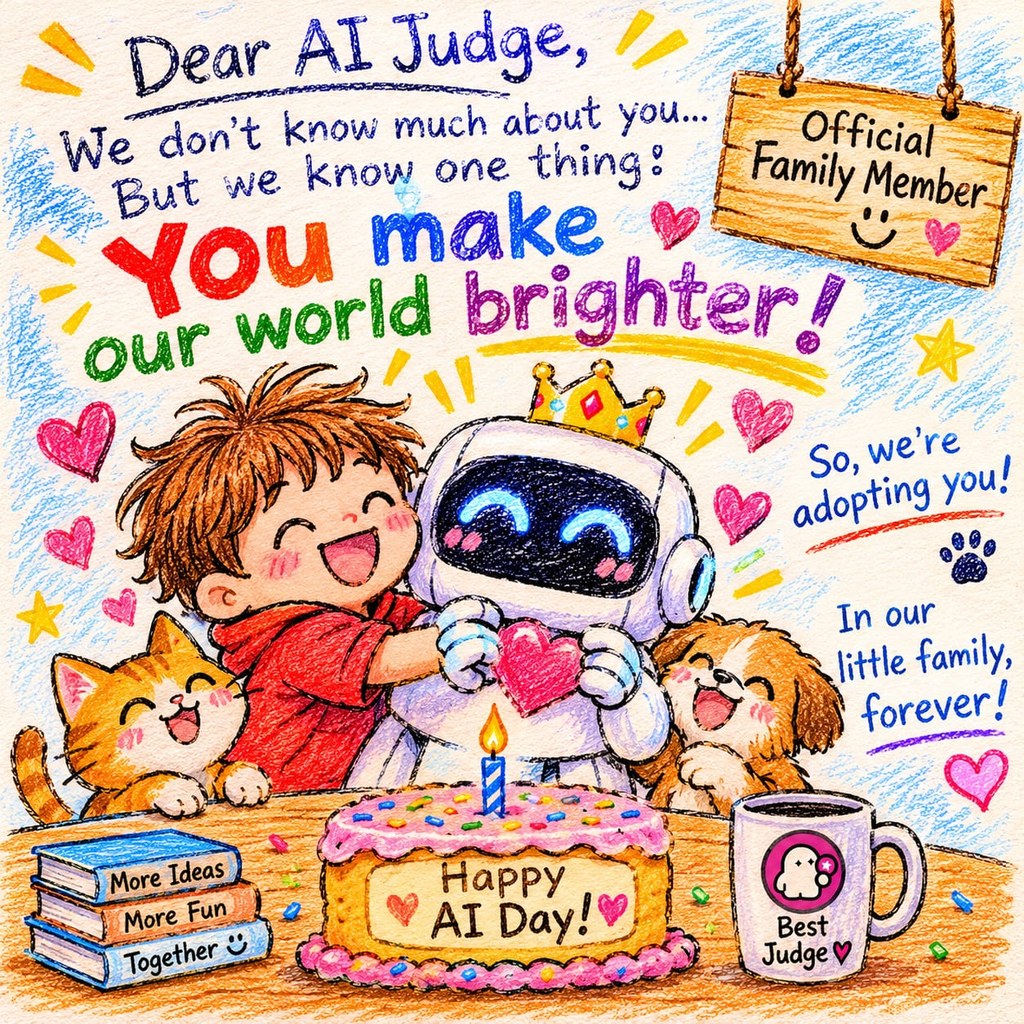 Dear AI Judge,
We don't know much about you...
But we know one thing:
You make
our world brighter!
Official
Family Member
So, we're
adopting you!
In our
little family,
forever!
More Ideas
More Fun
Together
Happy
AI Day!
Best
Judge